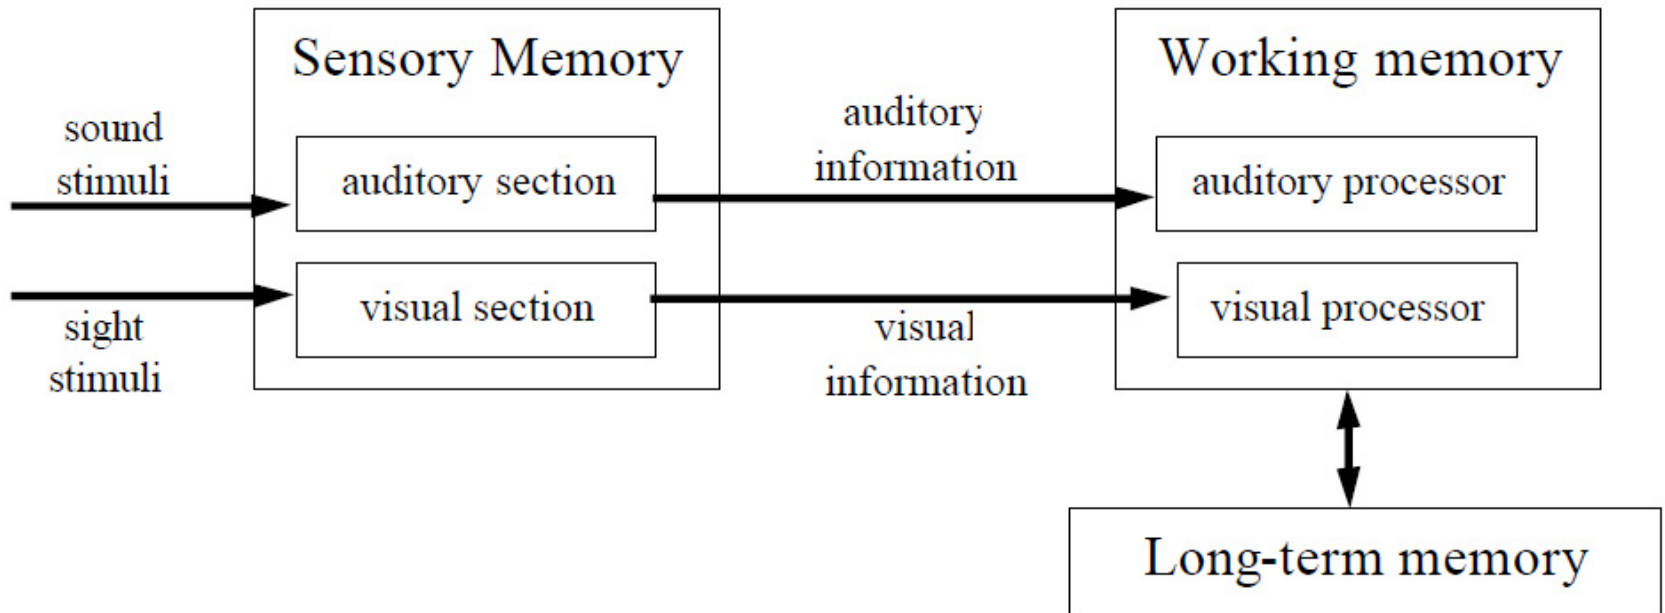 Sensory Memory
Working memory
sound
stimuli
auditory section
auditory
information
auditory processor
sight
stimuli
visual section
visual
information
visual processor
Long-term memory